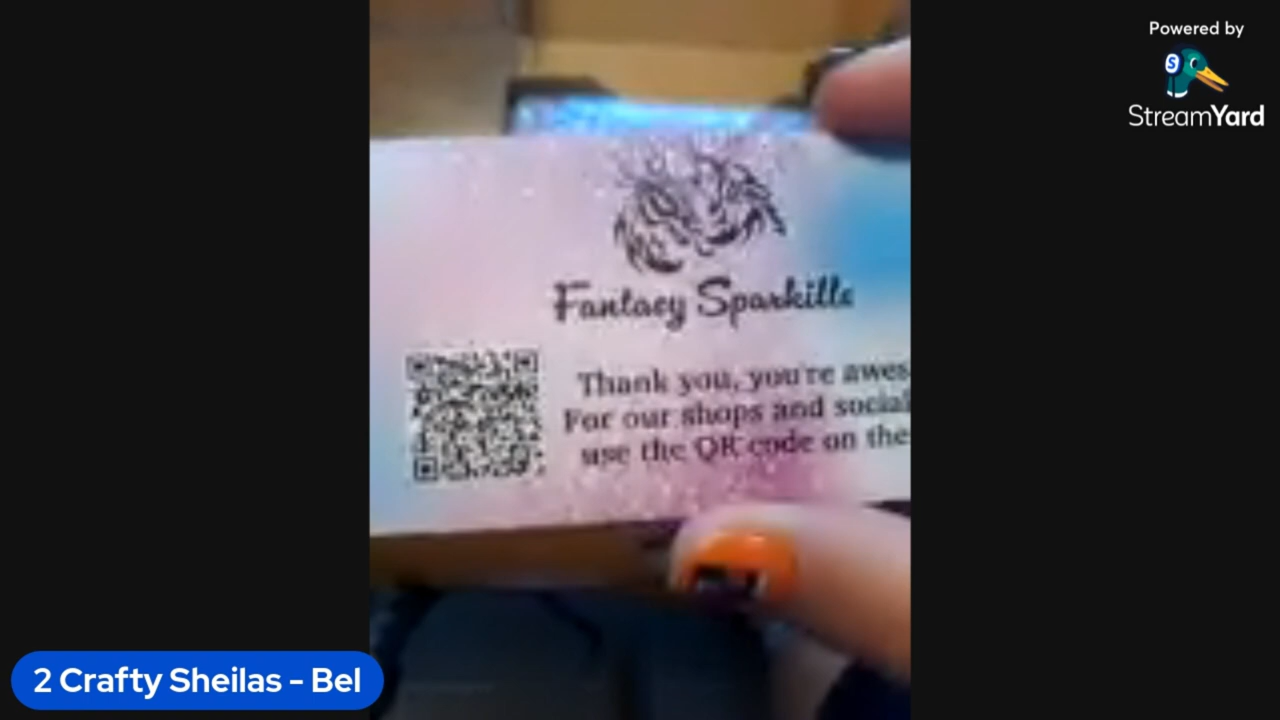 Powered by
StreamYard
Fantacy Sparkills
Thank you, you're awes
For our shops and social
use the QR code on the
2 Crafty Sheilas - Bel